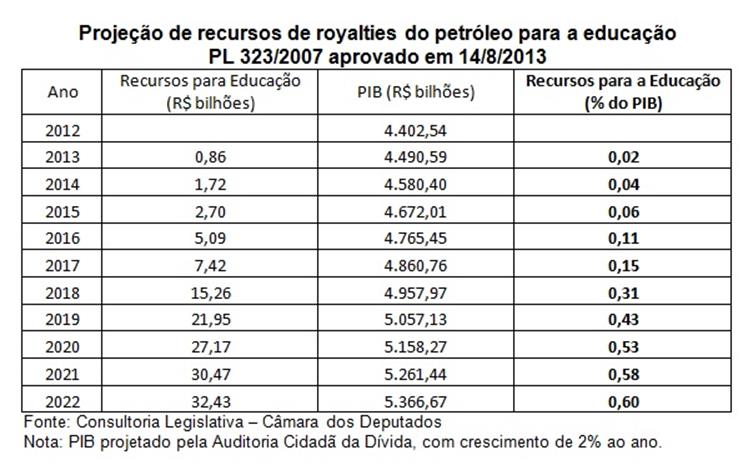 Projeção de recursos de royalties do petróleo para a educação
PL 323/2007 aprovado em 14/8/2013
Ano Recursos para Educação (R$ bilhões) PIB (R$ bilhões) Recursos para a Educação (% do PIB)
2012 4.402,54
2013 0,86 4.490,59 0,02
2014 1,72 4.580,40 0,04
2015 2,70 4.672,01 0,06
2016 5,09 4.765,45 0,11
2017 7,42 4.860,76 0,15
2018 15,26 4.957,97 0,31
2019 21,95 5.057,13 0,43
2020 27,17 5.158,27 0,53
2021 30,47 5.261,44 0,58
2022 32,43 5.366,67 0,60
Fonte: Consultoria Legislativa – Câmara dos Deputados
Nota: PIB projetado pela Auditoria Cidadã da Dívida, com crescimento de 2% ao ano.